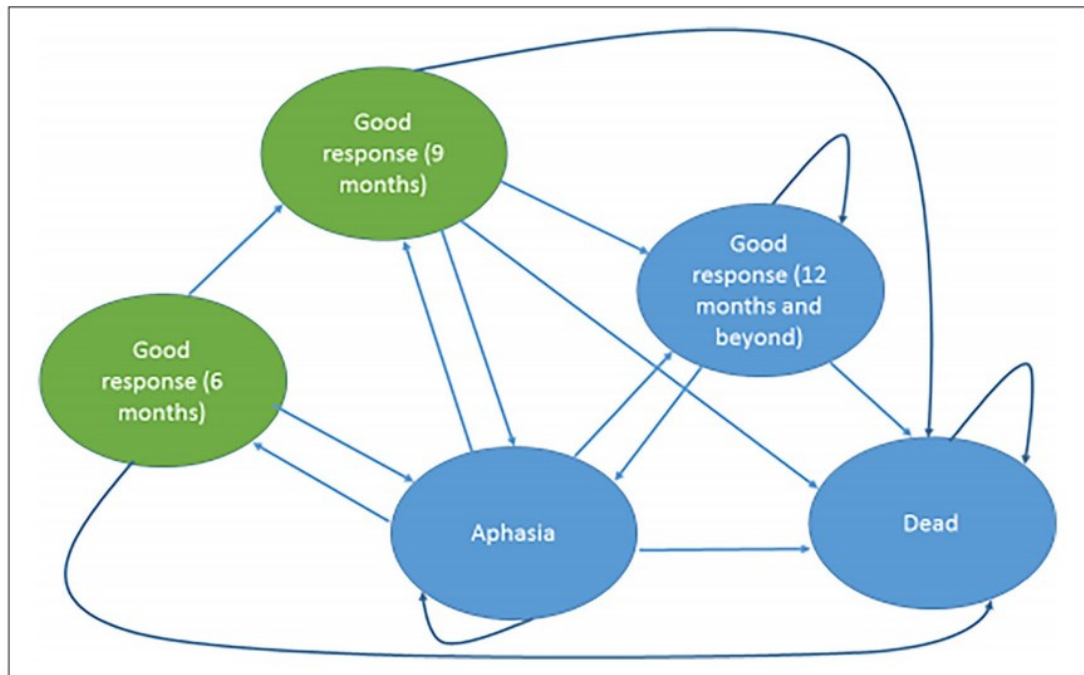 Good
response (9
months)
Good
response (12
months and
beyond)
Good
response (6
months)
Aphasia
Dead